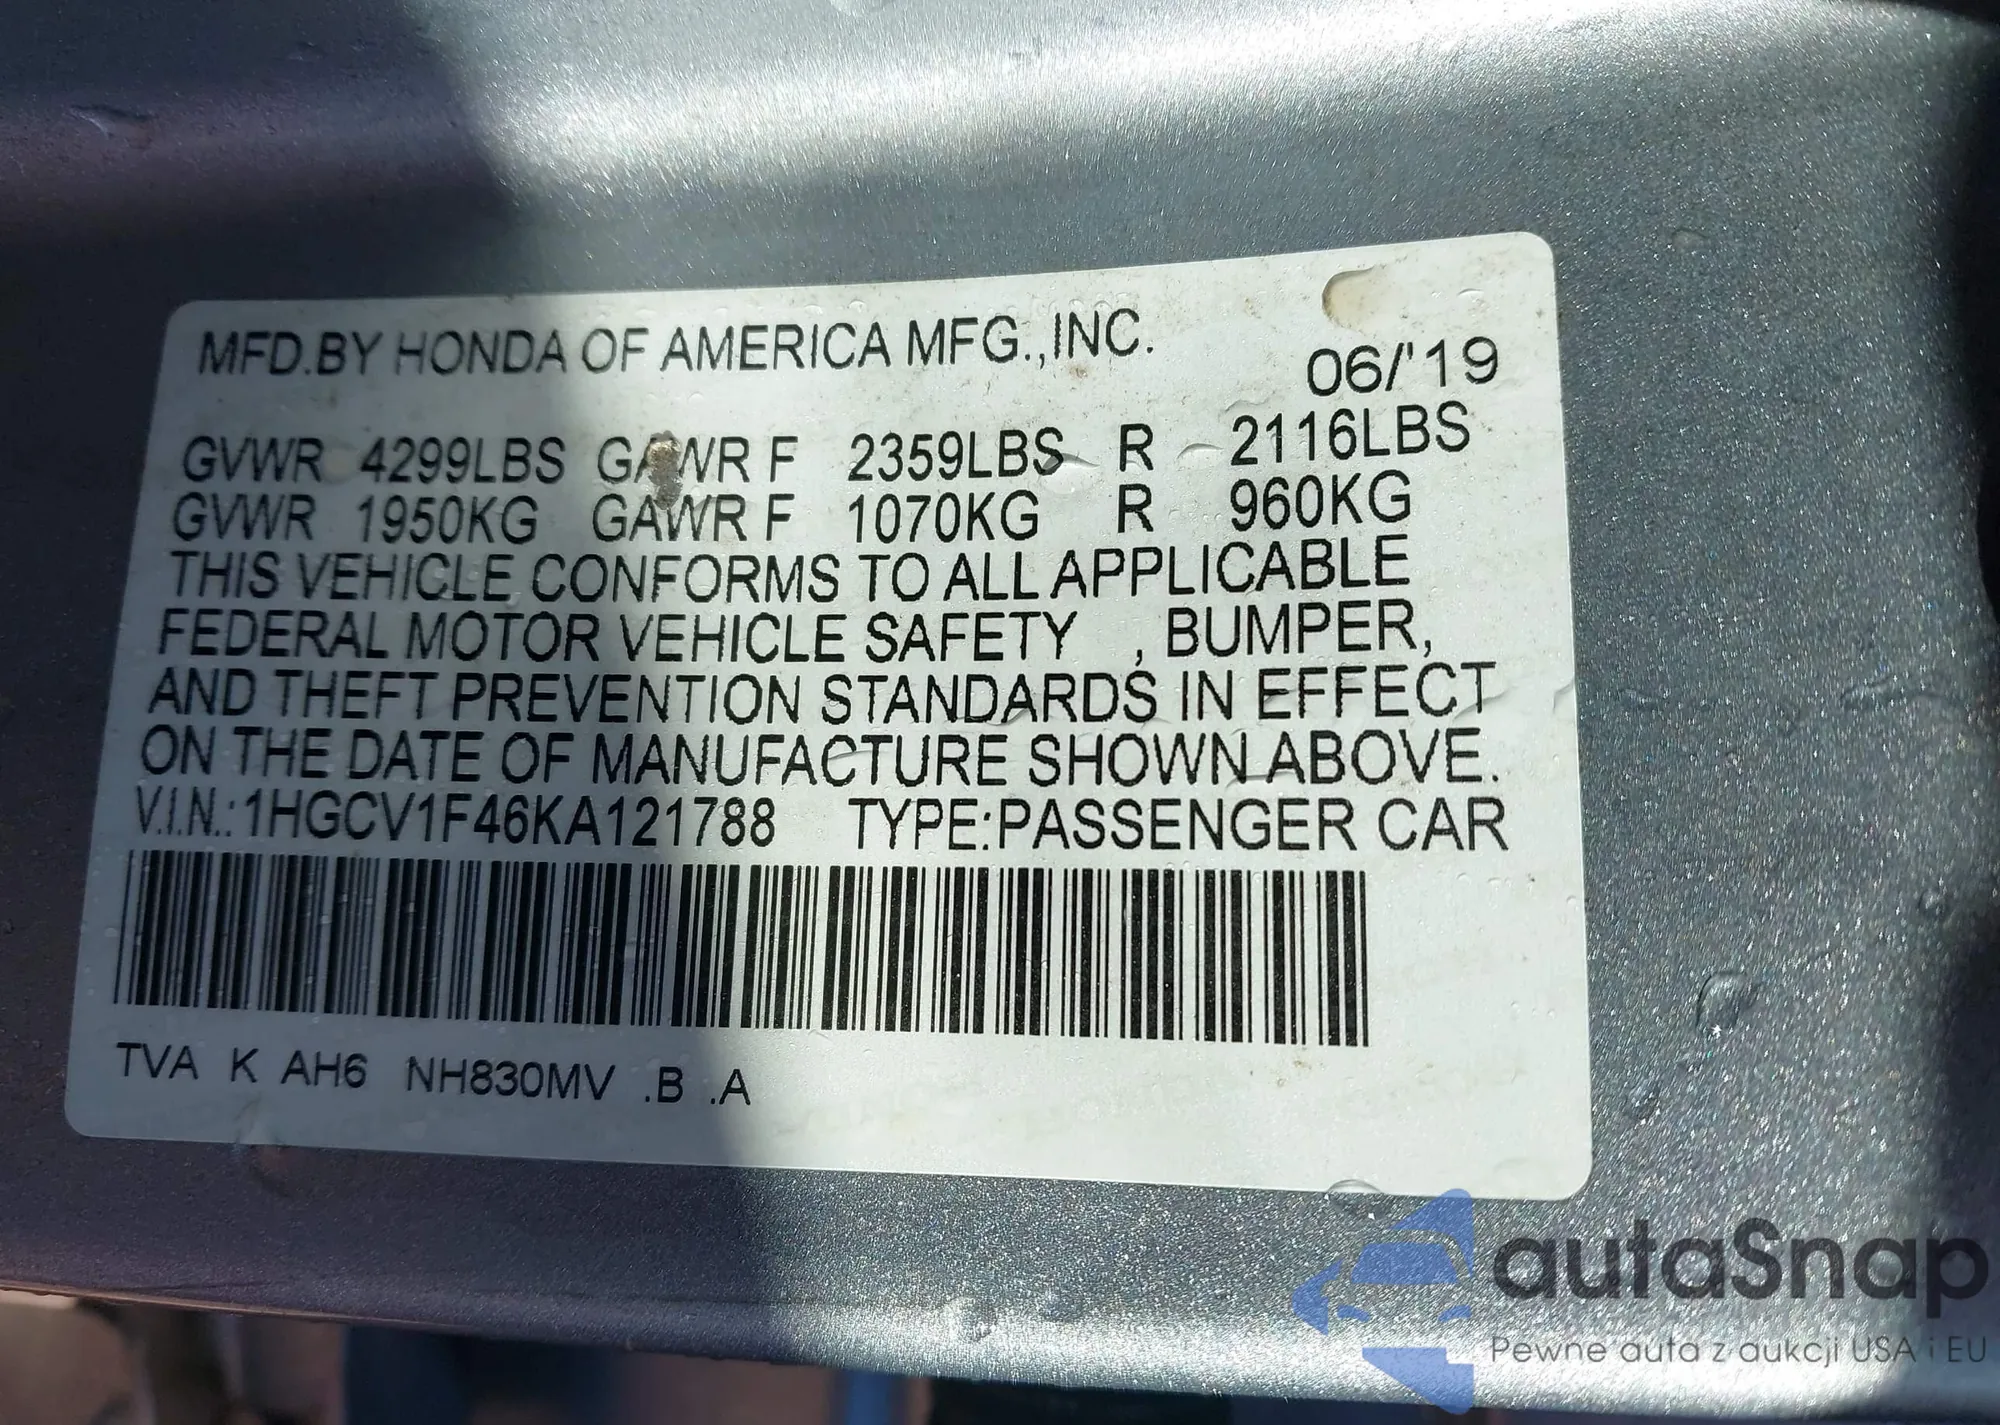 MFD.BY HONDA OF AMERICA MFG.,INC.
06/'19
GVWR 4299LBS GAWR F 2359LBS R 2116LBS
GVWR 1950KG GAWR F 1070KG R 960KG
THIS VEHICLE CONFORMS TO ALL APPLICABLE
FEDERAL MOTOR VEHICLE SAFETY , BUMPER,
AND THEFT PREVENTION STANDARDS IN EFFECT
ON THE DATE OF MANUFACTURE SHOWN ABOVE.
V.I.N.:1HGCV1F46KA121788 TYPE:PASSENGER CAR
TVA K AH6 NH830MV .B .A
autaSnap
Pewne auta z aukcji USA i EU